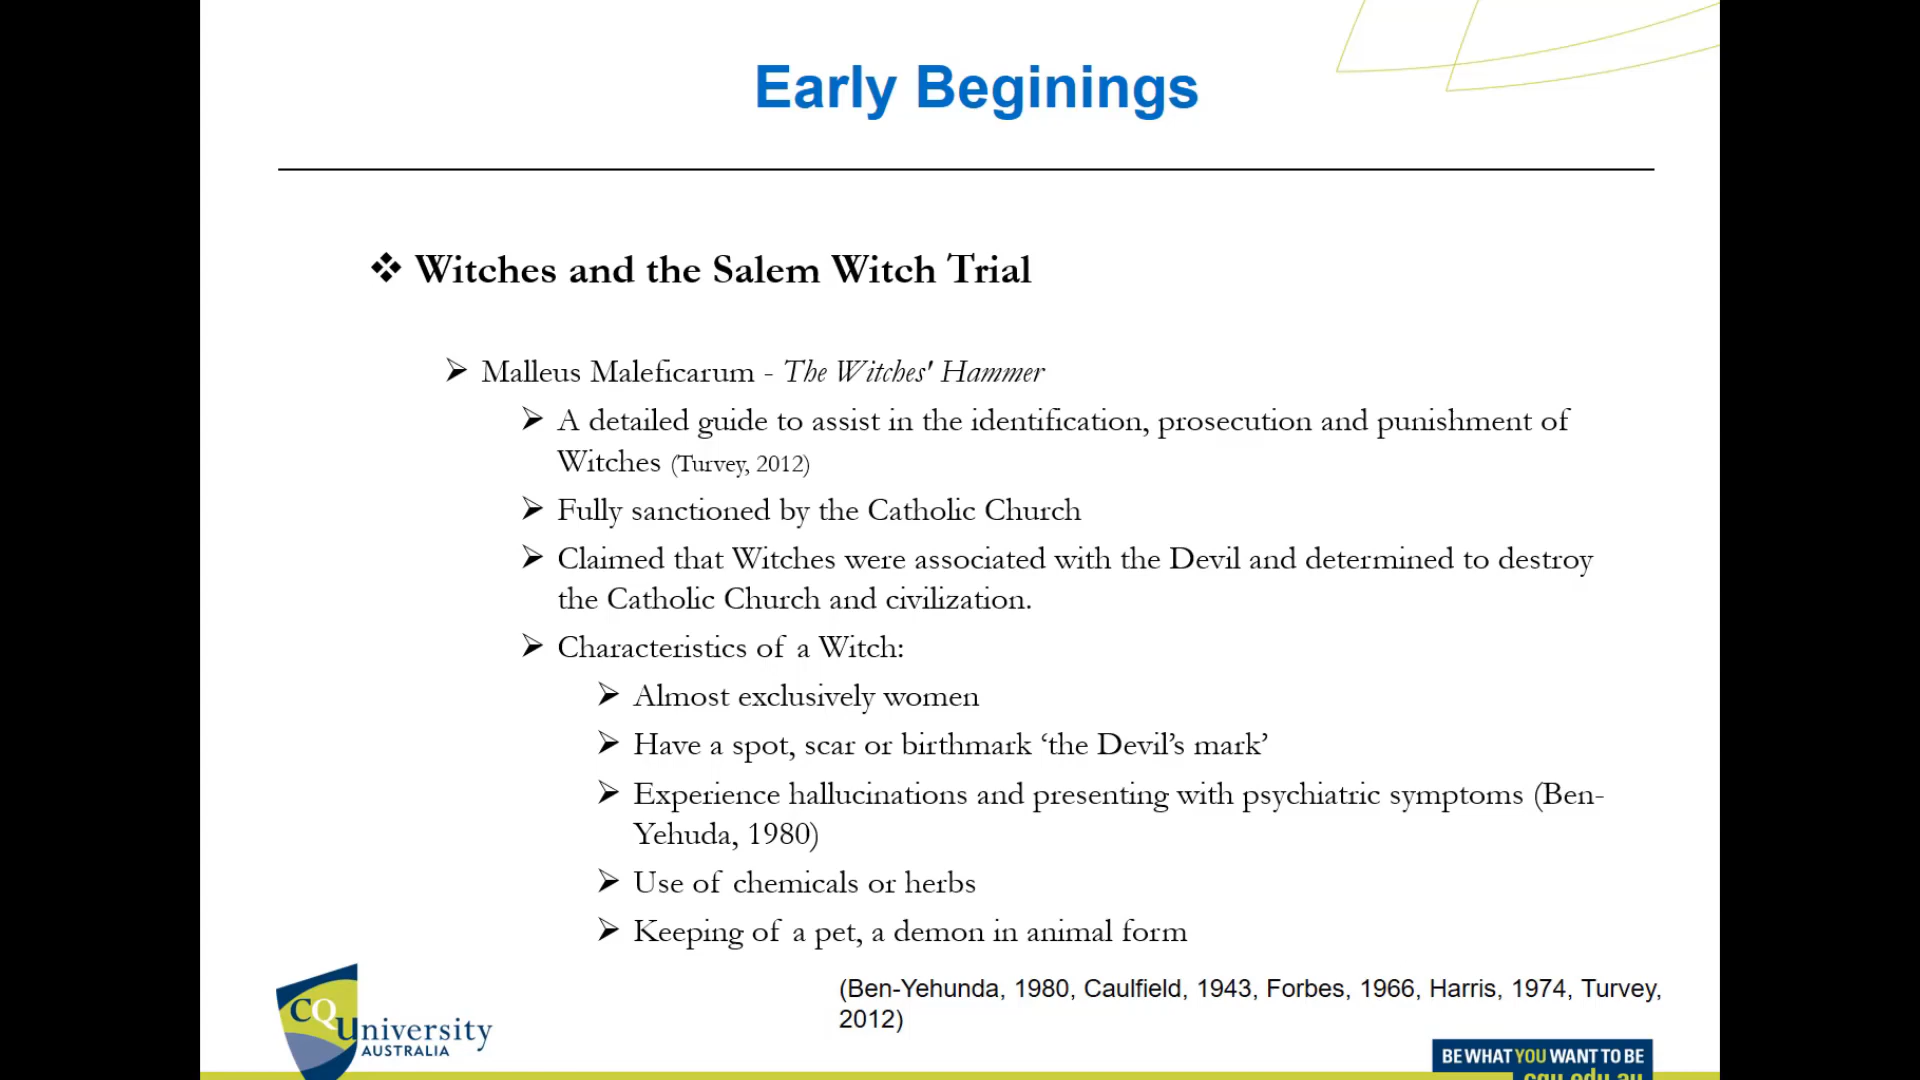 Early Beginings
Witches and the Salem Witch Trial
Malleus Maleficarum - The Witches' Hammer
A detailed guide to assist in the identification, prosecution and punishment of
Witches (Turvey, 2012)
Fully sanctioned by the Catholic Church
Claimed that Witches were associated with the Devil and determined to destroy
the Catholic Church and civilization.
Characteristics of a Witch:
Almost exclusively women
Have a spot, scar or birthmark ‘the Devil’s mark’
Experience hallucinations and presenting with psychiatric symptoms (Ben-
Yehuda, 1980)
Use of chemicals or herbs
Keeping of a pet, a demon in animal form
(Ben-Yehunda, 1980, Caulfield, 1943, Forbes, 1966, Harris, 1974, Turvey,
2012)
CQUniversity
AUSTRALIA
BE WHAT YOU WANT TO BE
cqu.edu.au